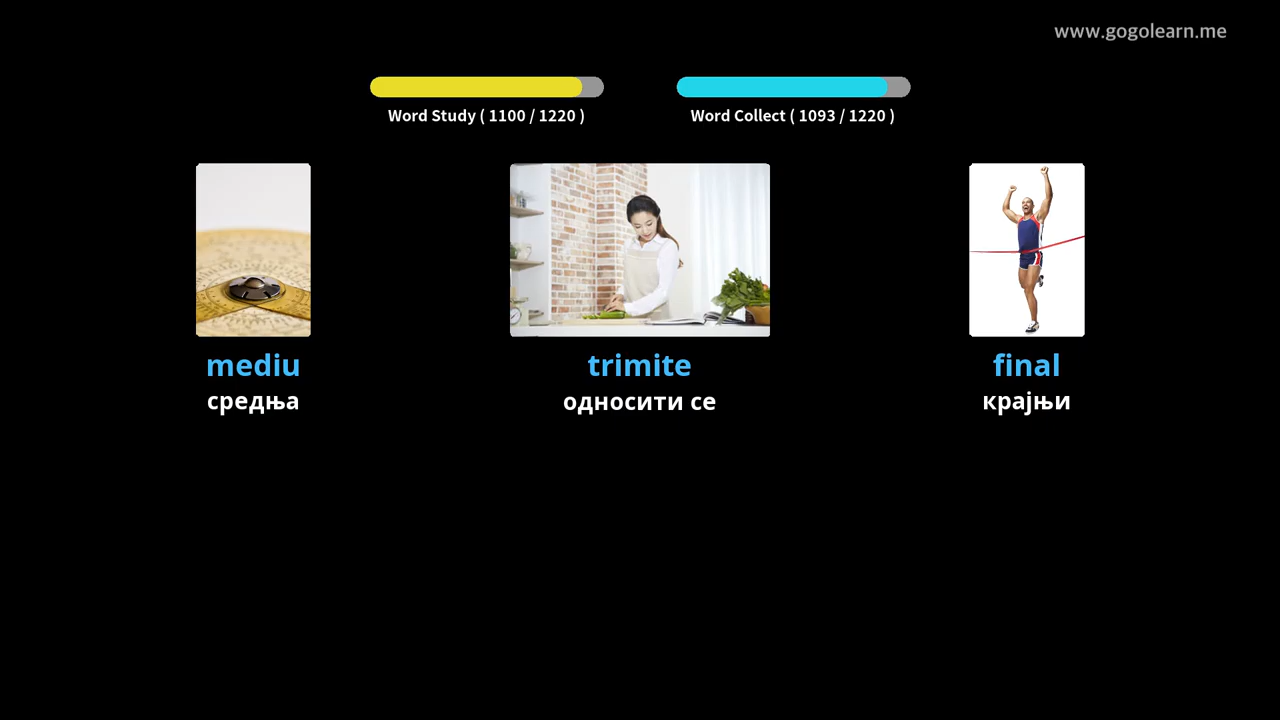 www.gogolearn.me
Word Study ( 1100 / 1220 )
Word Collect ( 1093 / 1220 )
mediu
средња
trimite
односити се
final
крајњи